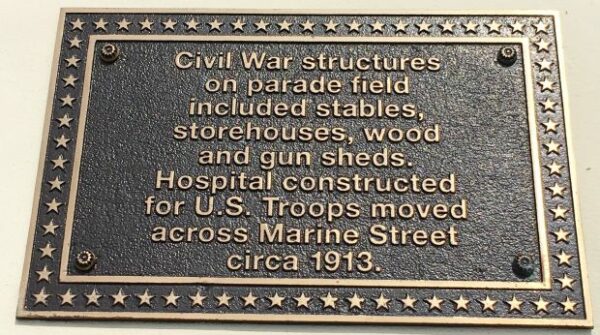 Civil War structures
on parade field
included stables,
storehouses, wood
and gun sheds.
Hospital constructed
for U.S. Troops moved
across Marine Street
circa 1913.